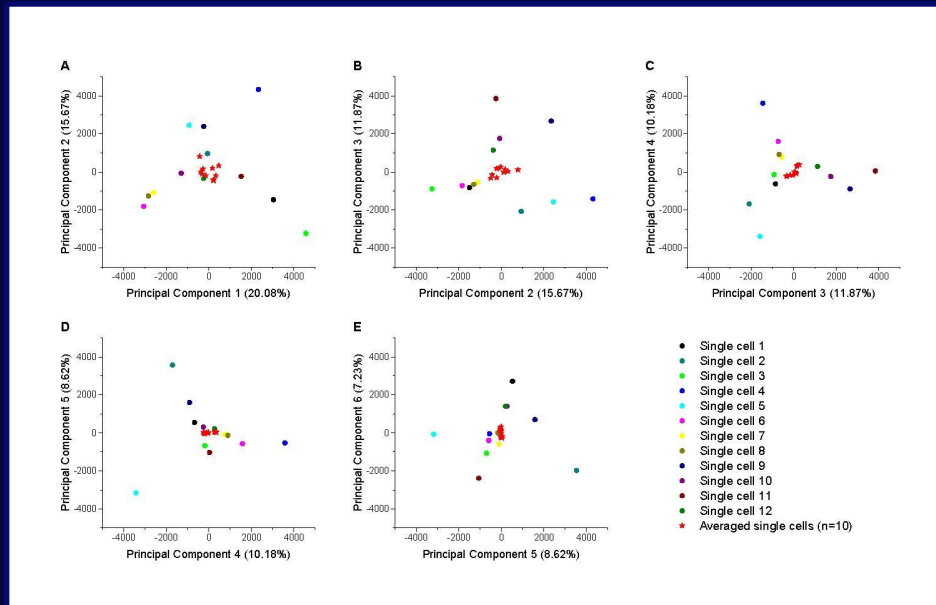 A
Principal Component 2 (15.67%)
4000
2000
0
-2000
-4000
-4000 -2000 0 2000 4000
Principal Component 1 (20.08%)
B
Principal Component 3 (11.87%)
4000
2000
0
-2000
-4000
-4000 -2000 0 2000 4000
Principal Component 2 (15.67%)
C
Principal Component 4 (10.18%)
4000
2000
0
-2000
-4000
-4000 -2000 0 2000 4000
Principal Component 3 (11.87%)
D
Principal Component 5 (8.62%)
4000
2000
0
-2000
-4000
-4000 -2000 0 2000 4000
Principal Component 4 (10.18%)
E
Principal Component 6 (7.23%)
4000
2000
0
-2000
-4000
-4000 -2000 0 2000 4000
Principal Component 5 (8.62%)
Single cell 1
Single cell 2
Single cell 3
Single cell 4
Single cell 5
Single cell 6
Single cell 7
Single cell 8
Single cell 9
Single cell 10
Single cell 11
Single cell 12
Averaged single cells (n=10)